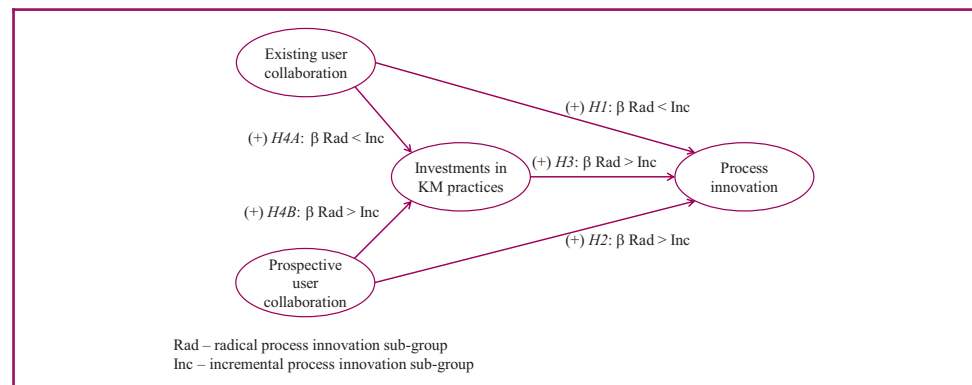 Existing user
collaboration
(+) H1: β Rad < Inc
(+) H4A: β Rad < Inc
Investments in
KM practices
(+) H3: β Rad > Inc
Process
innovation
(+) H4B: β Rad > Inc
(+) H2: β Rad > Inc
Prospective
user
collaboration
Rad – radical process innovation sub-group
Inc – incremental process innovation sub-group